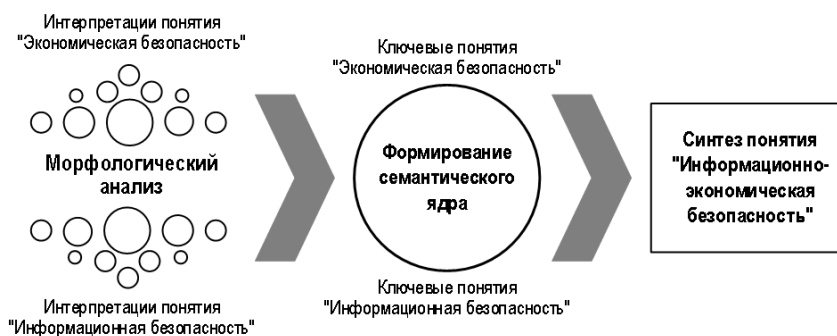 Интерпретации понятия
"Экономическая безопасность"
Морфологический
анализ
Интерпретации понятия
"Информационная безопасность"
Ключевые понятия
"Экономическая безопасность"
Формирование
семантического
ядра
Ключевые понятия
"Информационная безопасность"
Синтез понятия
"Информационно-
экономическая
безопасность"